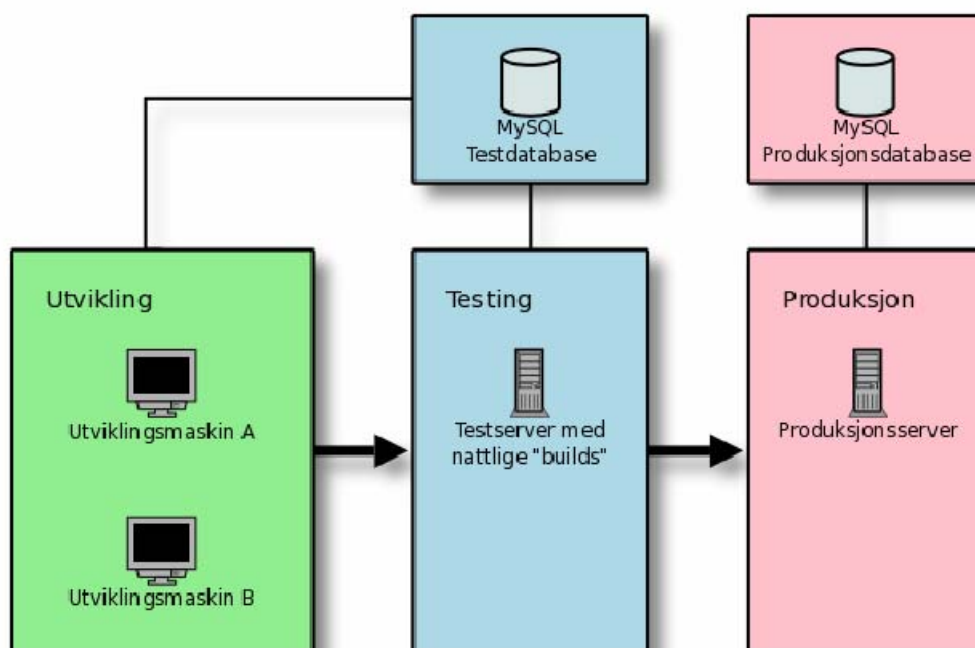 MySQL
Testdatabase
MySQL
Produksjonsdatabase
Utvikling
Utviklingsmaskin A
Utviklingsmaskin B
Testing
Testserver med
nattlige "builds"
Produksjon
Produksjonsserver